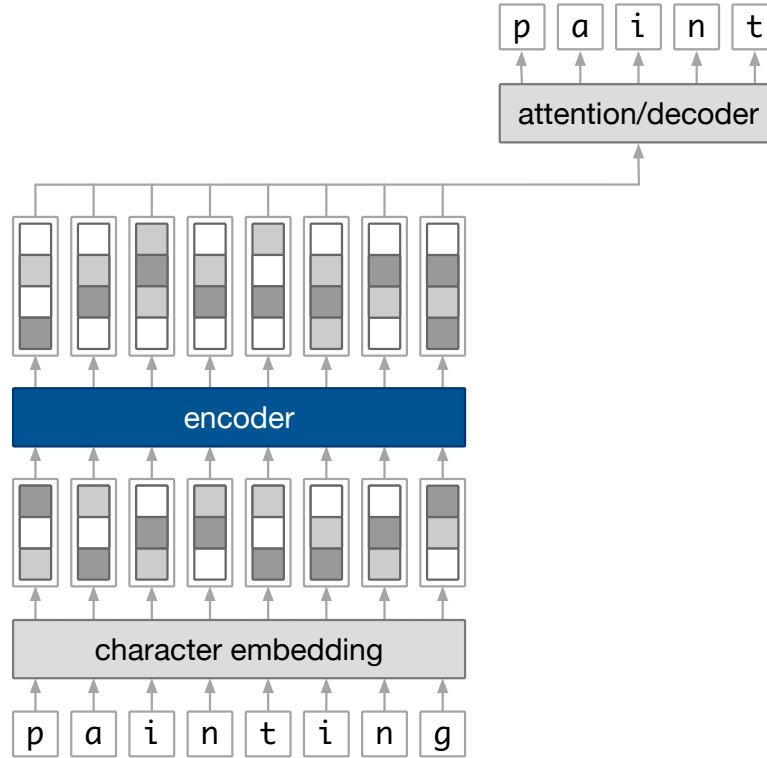 p a i n t
attention/decoder
encoder
character embedding
p a i n t i n g